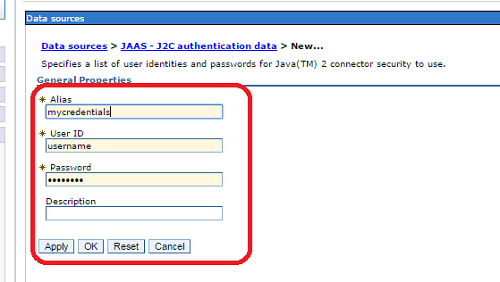 Data sources
Data sources > JAAS - J2C authentication data > New...
Specifies a list of user identities and passwords for Java(TM) 2 connector security to use.
General Properties
* Alias
mycredentials
* User ID
username
* Password
••••••••
Description
Apply OK Reset Cancel